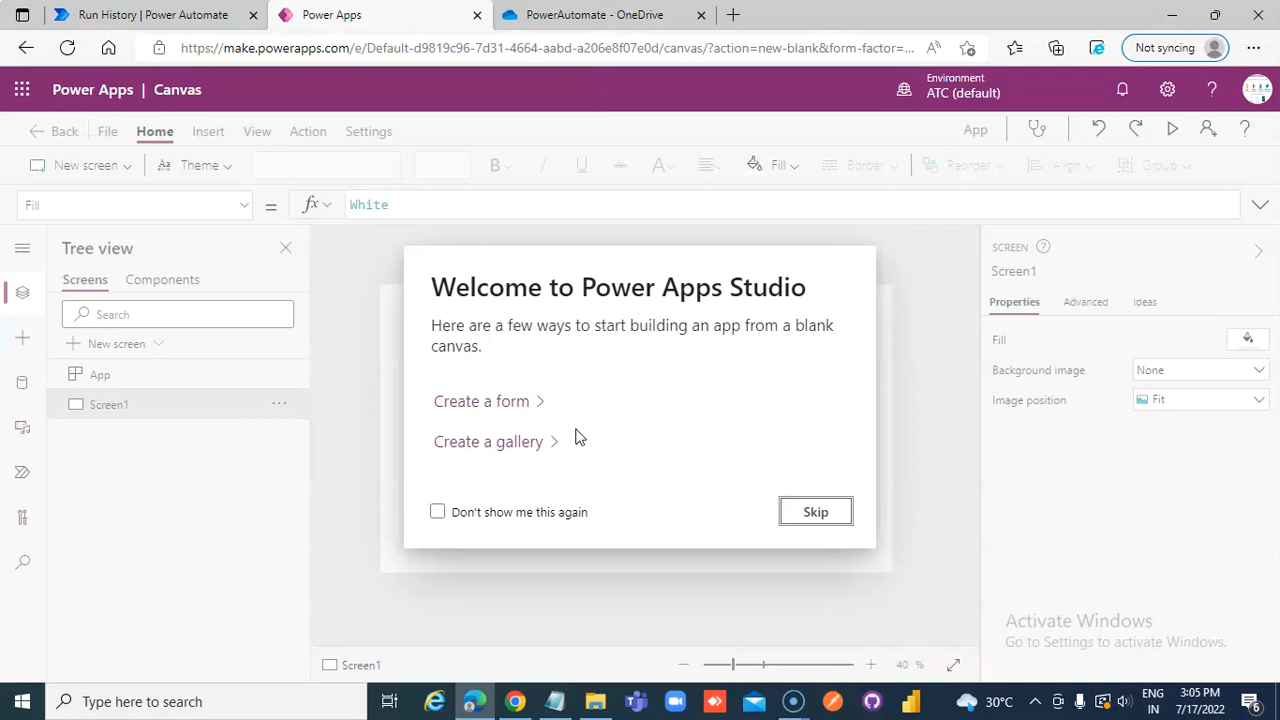 Run History | Power Automate
Power Apps
PowerAutomate - OneDrive
https://make.powerapps.com/e/Default-d9819c96-7d31-4664-aabd-a206e8f07e0d/canvas/?action=new-blank&form-factor=...
Not syncing
Power Apps | Canvas
Environment
ATC (default)
Back File Home Insert View Action Settings
App
New screen Theme
Fill Border Reorder Align Group
Fill = fx White
Tree view
Screens Components
Search
New screen
App
Screen1
Welcome to Power Apps Studio
Here are a few ways to start building an app from a blank
canvas.
Create a form
Create a gallery
Don't show me this again
Skip
SCREEN
Screen1
Properties Advanced Ideas
Fill
Background image None
Image position Fit
Activate Windows
Go to Settings to activate Windows.
Screen1
40 %
Type here to search
30°C
ENG
IN
3:05 PM
7/17/2022
6